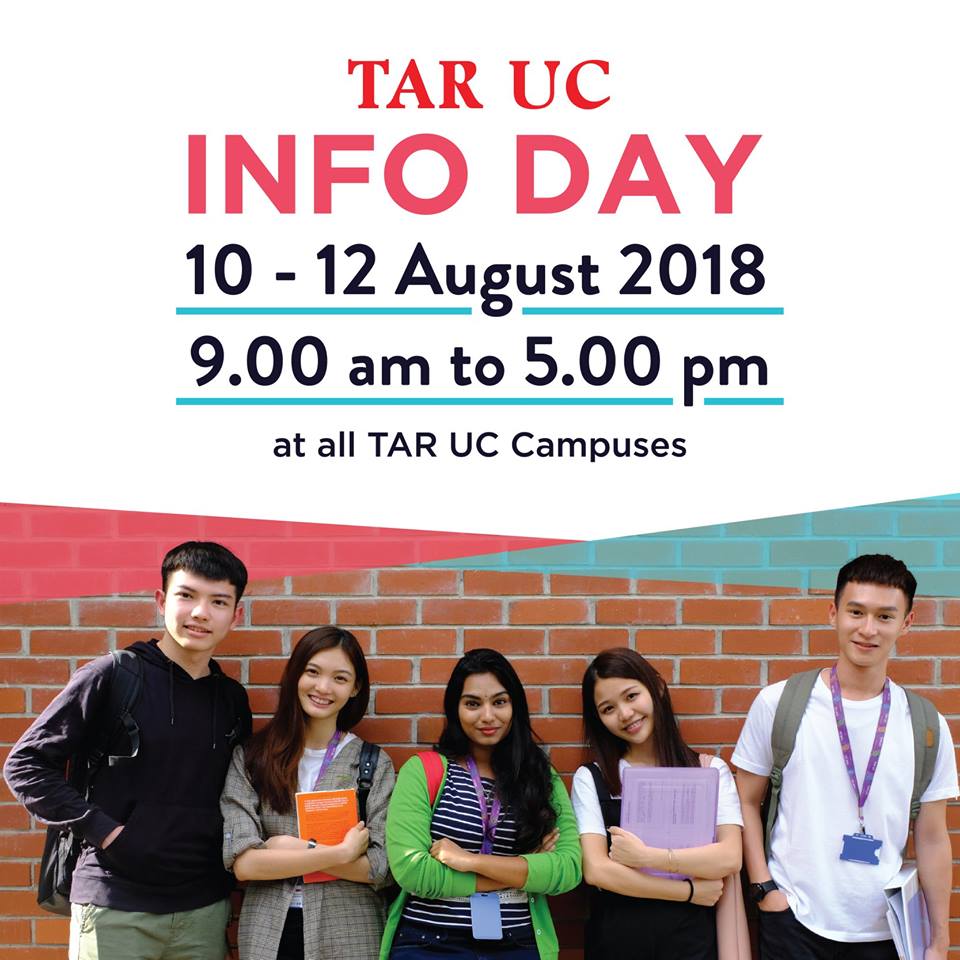 TAR UC
INFO DAY
10 - 12 August 2018
9.00 am to 5.00 pm
at all TAR UC Campuses